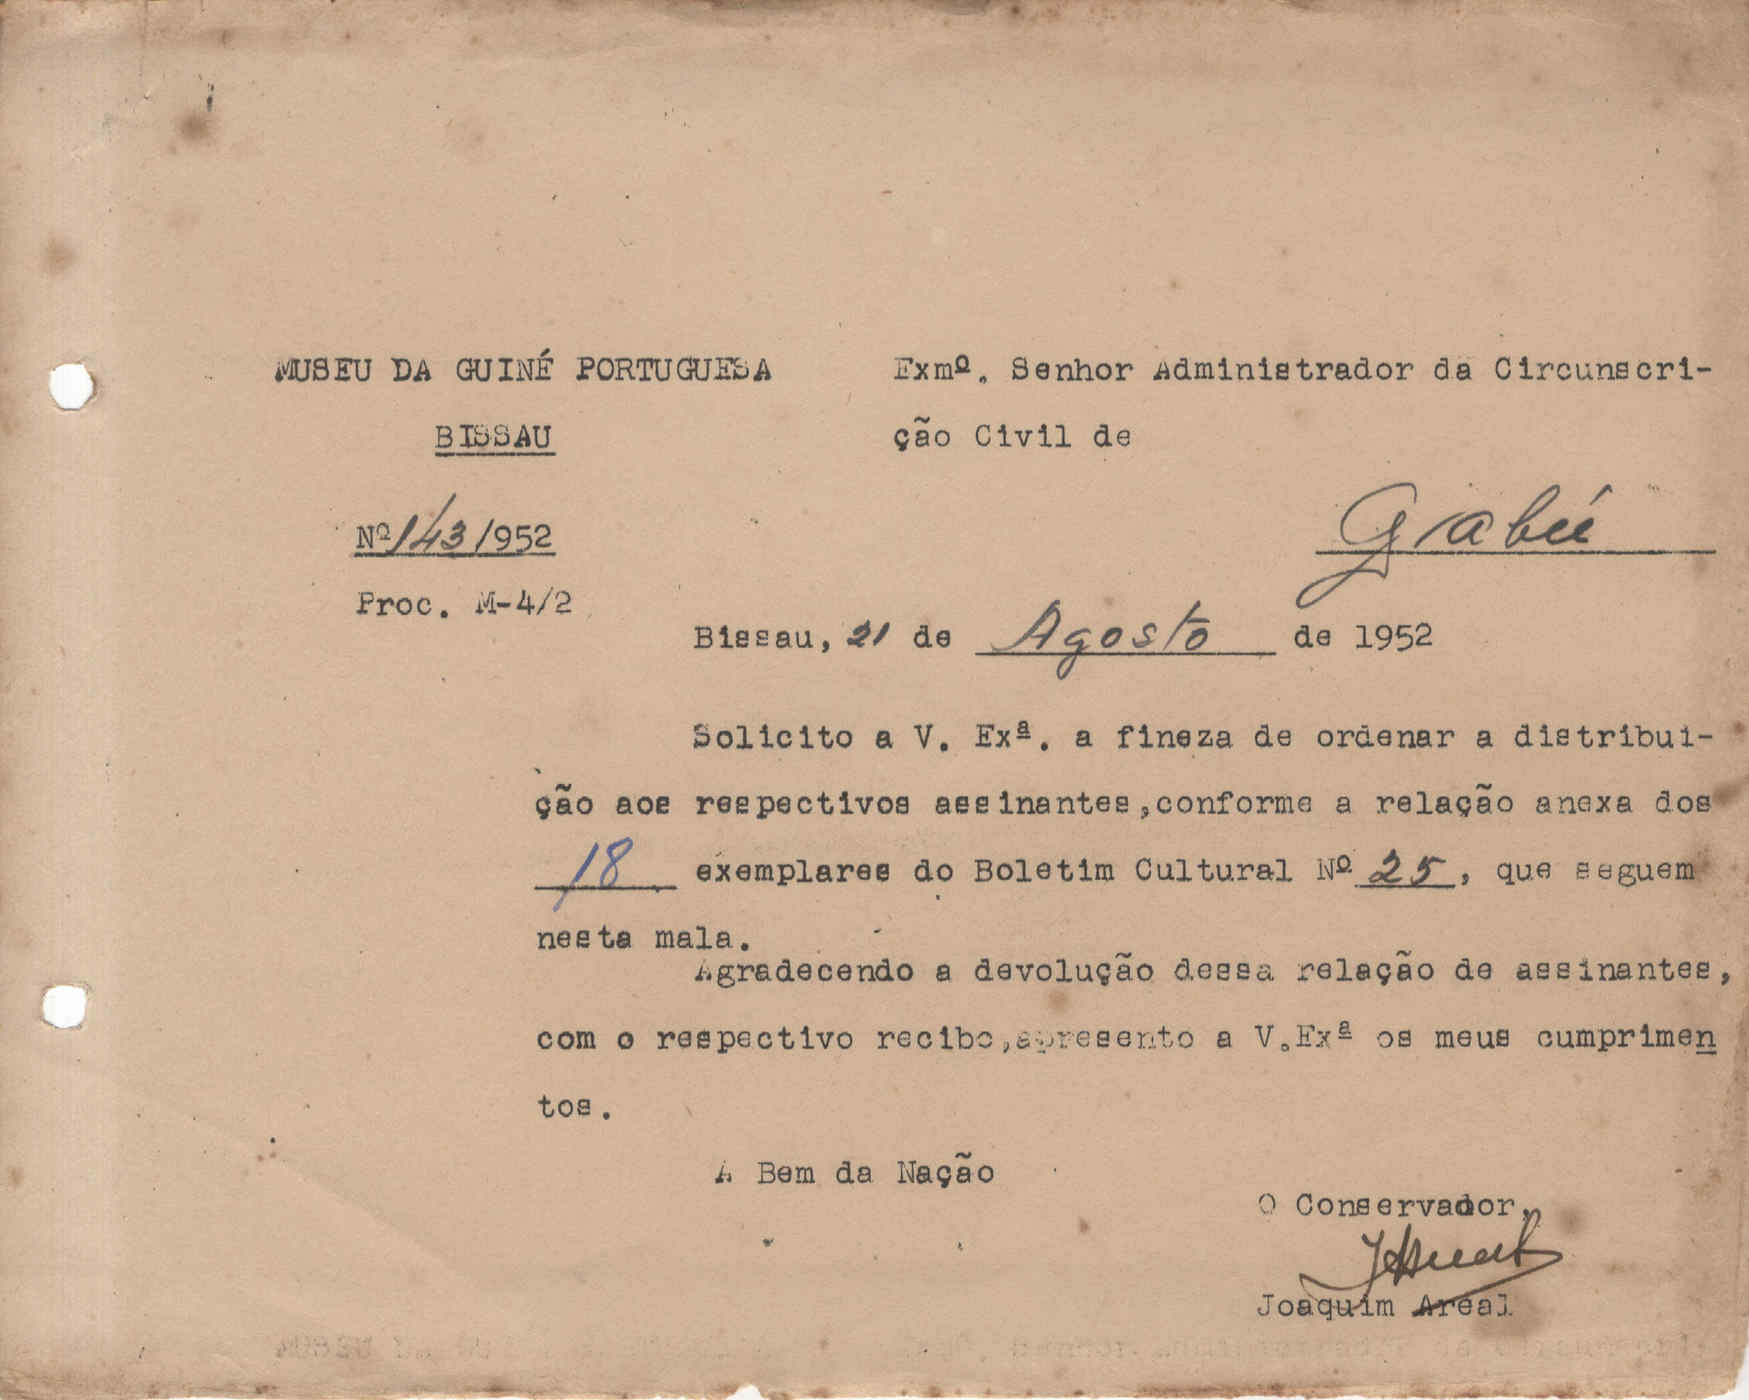 MUSEU DA GUINÉ PORTUGUESA
BISSAU
Nº 143/952
Proc. M-4/2
Exmº. Senhor Administrador da Circunscri-
ção Civil de
Gabú
Bissau, 21 de Agosto de 1952
Solicito a V. Exª. a fineza de ordenar a distribui-
ção aos respectivos assinantes,conforme a relação anexa dos
18 exemplares do Boletim Cultural Nº 25, que seguem
nesta mala.
Agradecendo a devolução dessa relação de assinantes,
com o respectivo recibo,apresento a V.Exª os meus cumprimen
tos.
A Bem da Nação
O Conservador,
Joaquim Areal